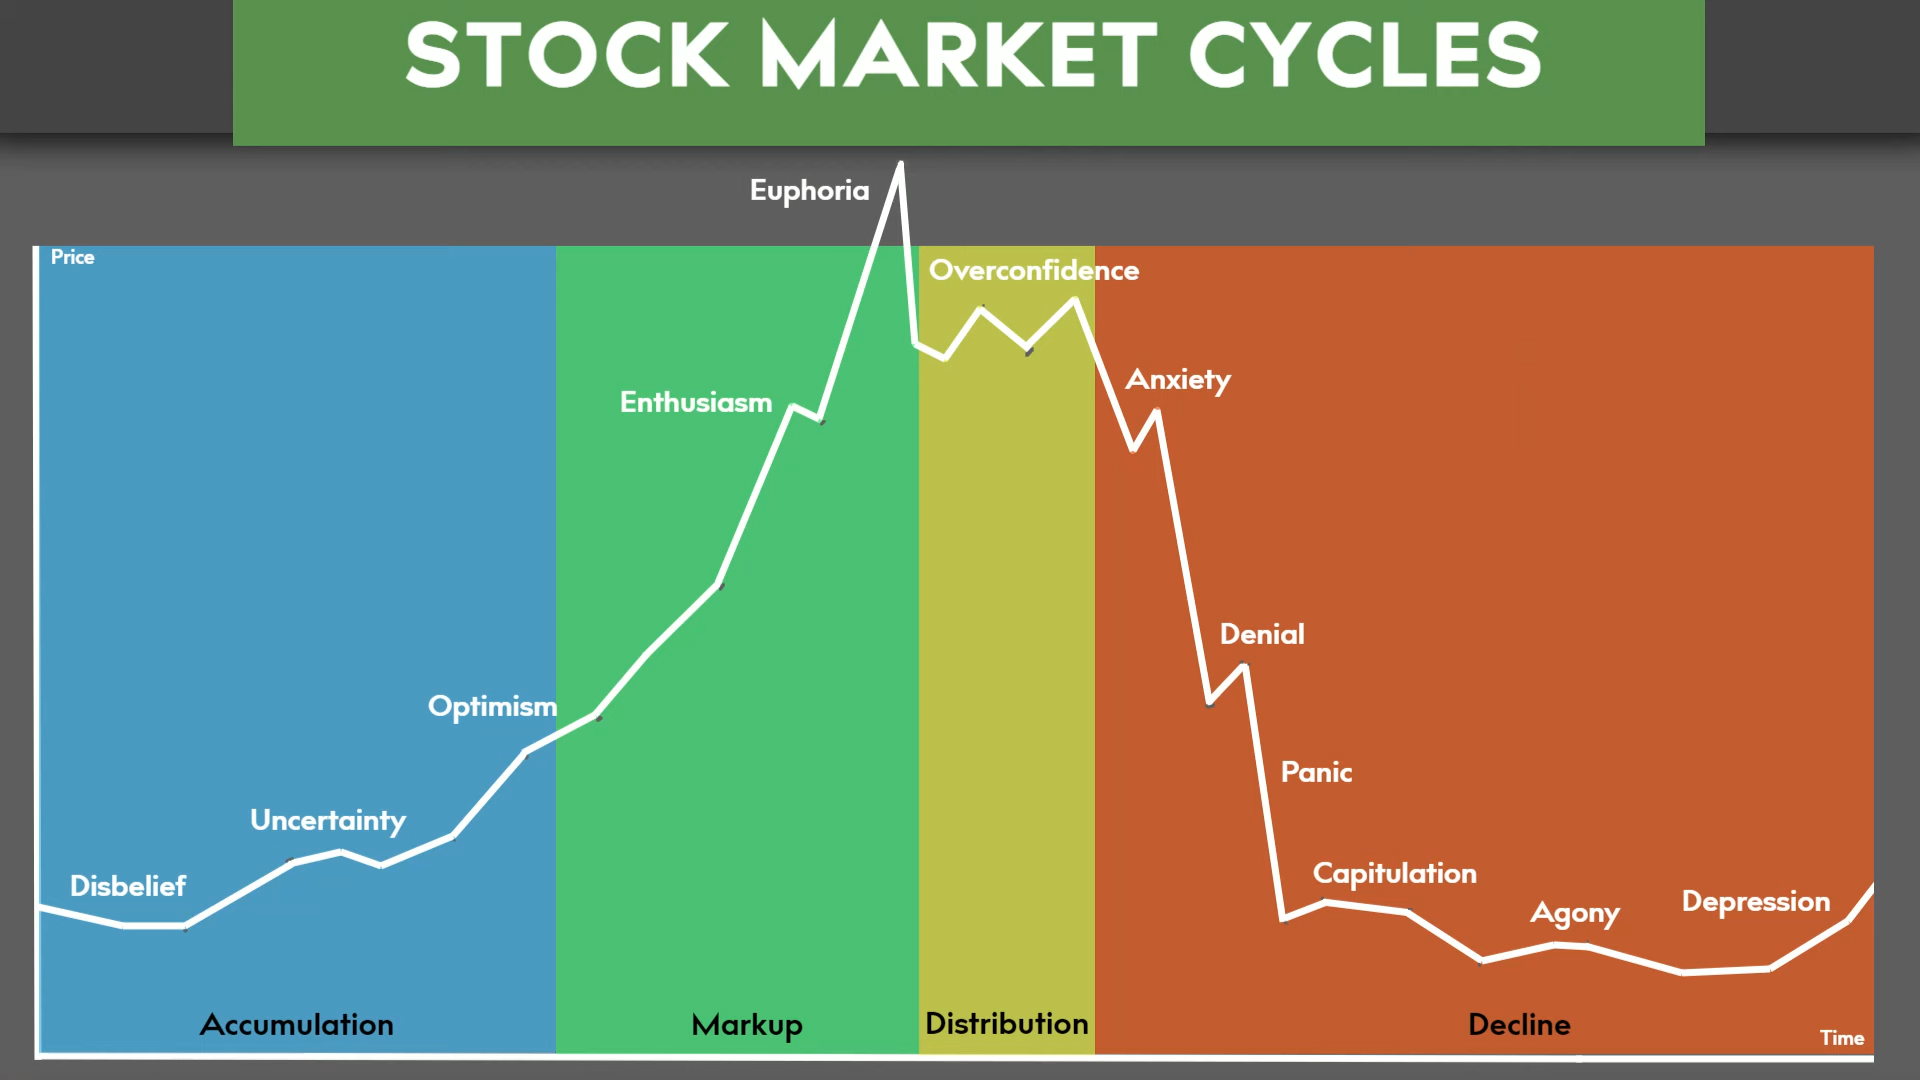 STOCK MARKET CYCLES
Euphoria
Price
Overconfidence
Anxiety
Enthusiasm
Denial
Optimism
Panic
Uncertainty
Capitulation
Disbelief
Agony
Depression
Accumulation
Markup
Distribution
Decline
Time